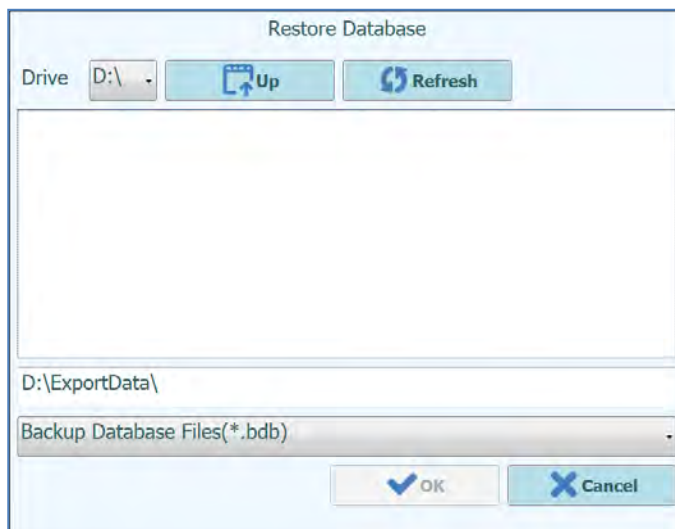 Restore Database
Drive D:\ Up Refresh
D:\ExportData\
Backup Database Files(*.bdb)
OK Cancel